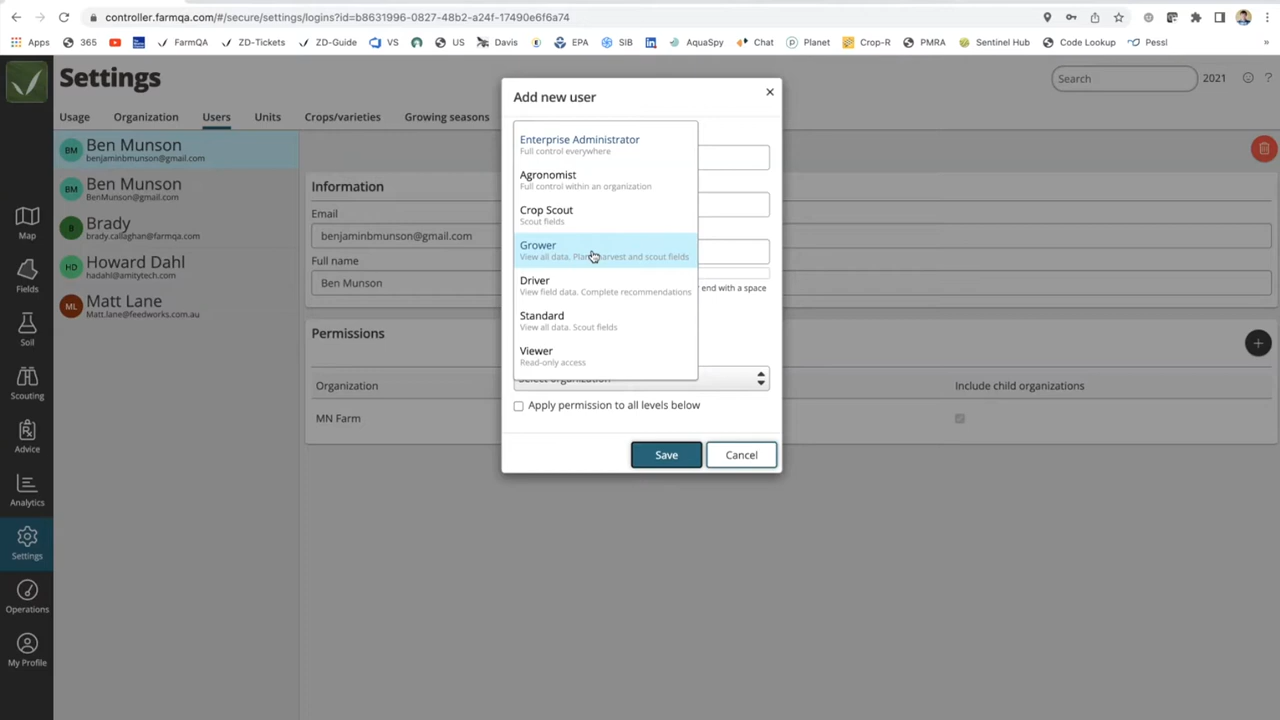 controller.farmqa.com/#/secure/settings/logins?id=b8631996-0827-48b2-a24f-17490e6f6a74
Apps 365 FarmQA ZD-Tickets ZD-Guide VS US Davis EPA SIB AquaSpy Chat Planet Crop-R PMRA Sentinel Hub Code Lookup Pessl »
Settings
Search
2021
?
Usage Organization Users Units Crops/varieties Growing seasons
BM
Ben Munson
benjaminbmunson@gmail.com
BM
Ben Munson
BenMunson@gmail.com
B
Brady
brady.callaghan@farmqa.com
HD
Howard Dahl
hadahl@amitytech.com
ML
Matt Lane
Matt.lane@feedworks.com.au
Map
Fields
Soil
Scouting
Advice
Analytics
Settings
Operations
My Profile
Information
Email
benjaminbmunson@gmail.com
Full name
Ben Munson
Permissions
Organization
Include child organizations
MN Farm
Add new user
Enterprise Administrator
Full control everywhere
Agronomist
Full control within an organization
Crop Scout
Scout fields
Grower
View all data. harvest and scout fields
Driver
View field data. Complete recommendations
Standard
View all data. Scout fields
Viewer
Read-only access
r end with a space
Select organization
Apply permission to all levels below
Save
Cancel